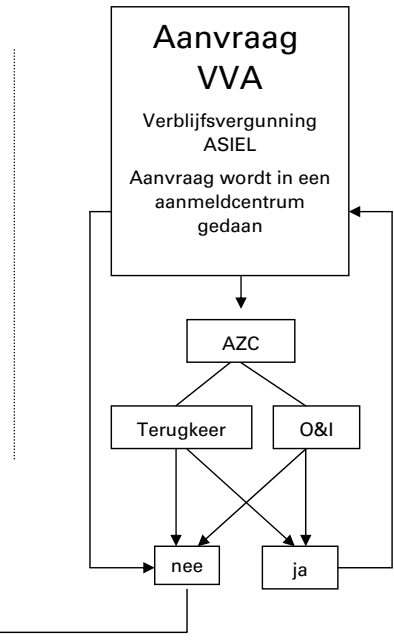 Aanvraag
VVA
Verblijfsvergunning
ASIEL
Aanvraag wordt in een
aanmeldcentrum
gedaan
AZC
Terugkeer
O&I
nee
ja